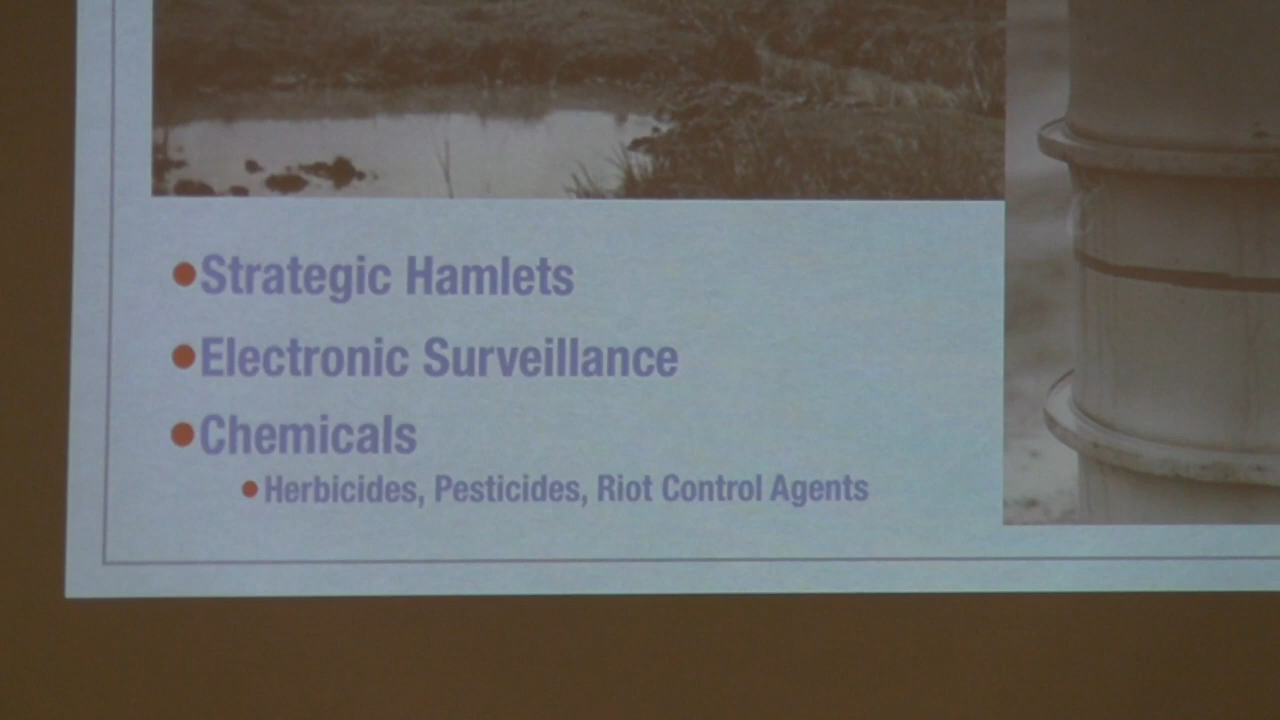 •Strategic Hamlets
•Electronic Surveillance
•Chemicals
•Herbicides, Pesticides, Riot Control Agents